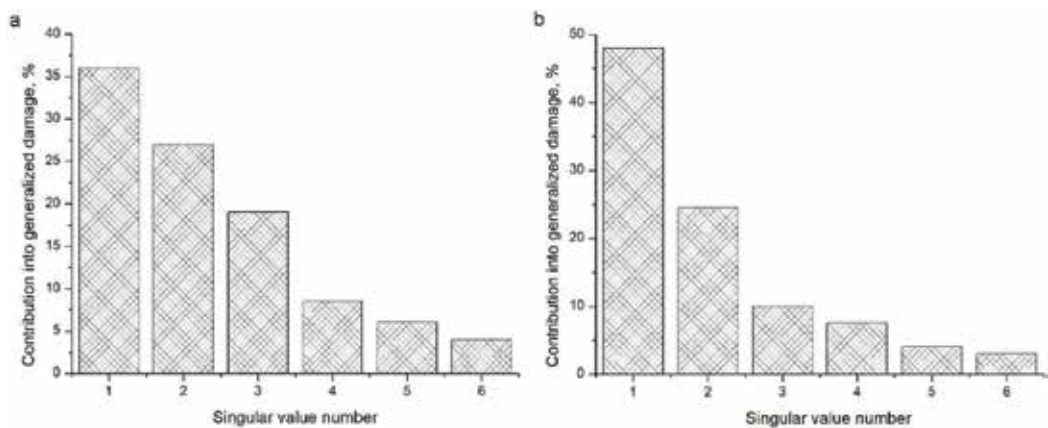 a
Contribution into generalized damage, %
40
35
30
25
20
15
10
5
0
1 2 3 4 5 6
Singular value number
b
Contribution into generalized damage, %
50
40
30
20
10
0
1 2 3 4 5 6
Singular value number